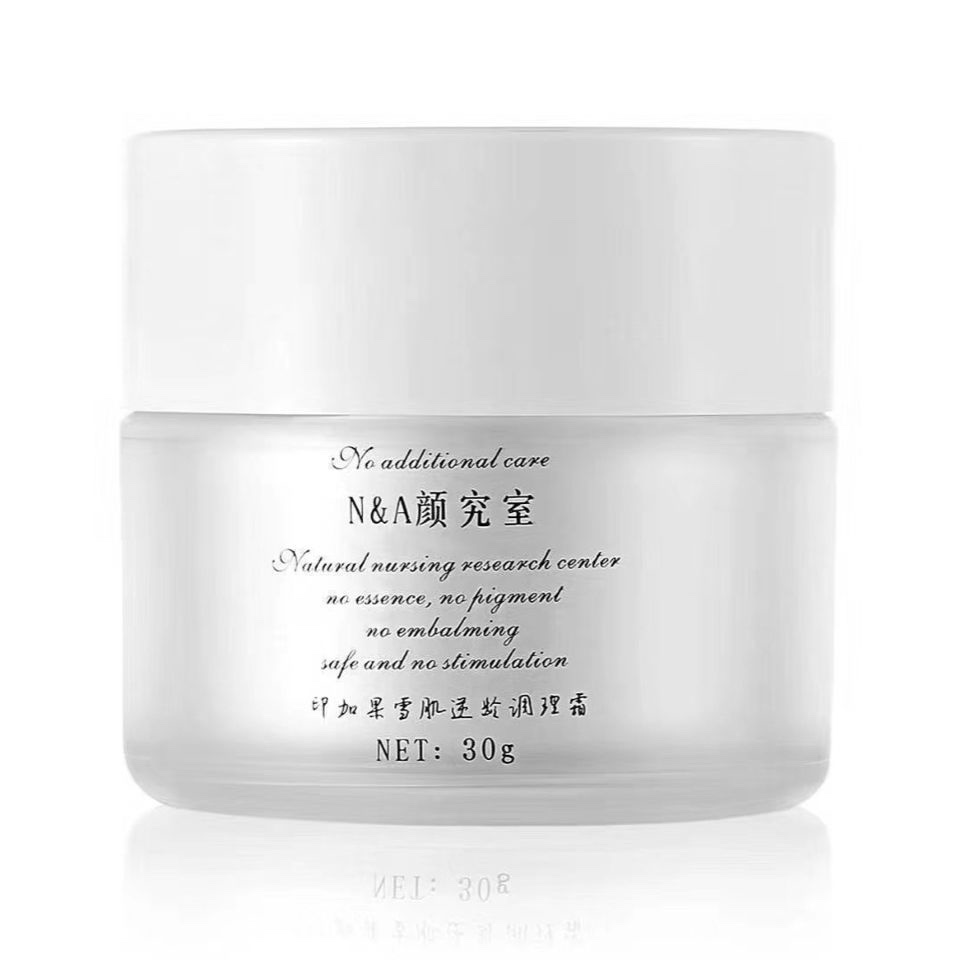 No additional care
N&A颜究室
Natural nursing research center
no essence, no pigment
no embalming
safe and no stimulation
印加果雪肌逆龄调理霜
NET: 30g